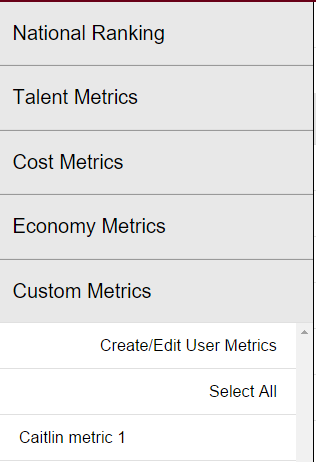 National Ranking
Talent Metrics
Cost Metrics
Economy Metrics
Custom Metrics
Create/Edit User Metrics
Select All
Caitlin metric 1